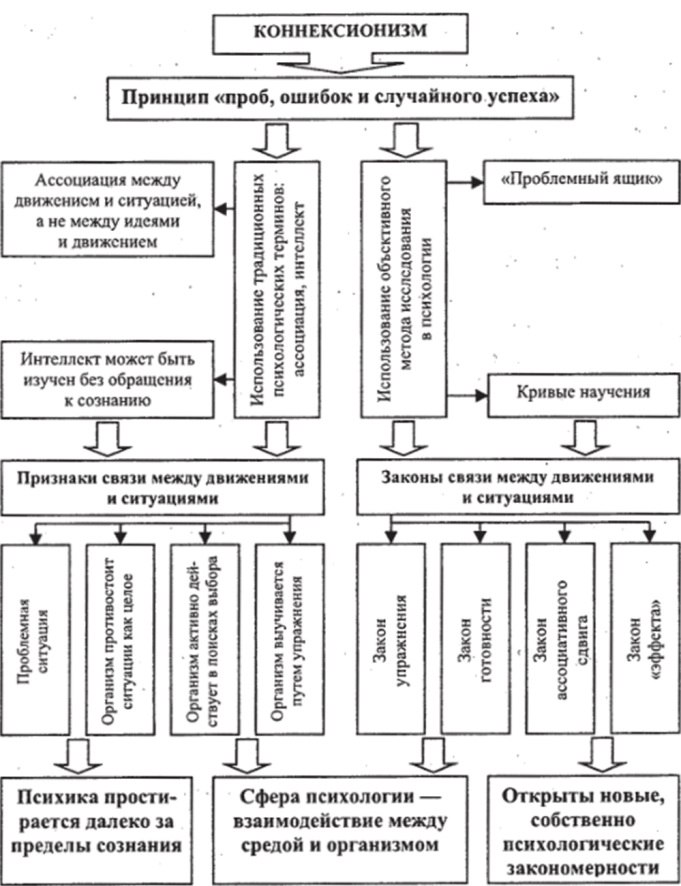 КОННЕКСИОНИЗМ
Принцип «проб, ошибок и случайного успеха»
Ассоциация между
движением и ситуацией,
а не между идеями
и движением
Интеллект может быть
изучен без обращения
к сознанию
Использование традиционных
психологических терминов:
ассоциация, интеллект
Использование объективного
метода исследования
в психологии
«Проблемный ящик»
Кривые научения
Признаки связи между движениями
и ситуациями
Законы связи между движениями
и ситуациями
Проблемная
ситуация
Организм противостоит
ситуации как целое
Организм активно дей-
ствует в поисках выбора
Организм выучивается
путем упражнения
Закон
упражнения
Закон
готовности
Закон
ассоциативного
сдвига
Закон
«эффекта»
Психика прости-
рается далеко за
пределы сознания
Сфера психологии —
взаимодействие между
средой и организмом
Открыты новые,
собственно
психологические
закономерности